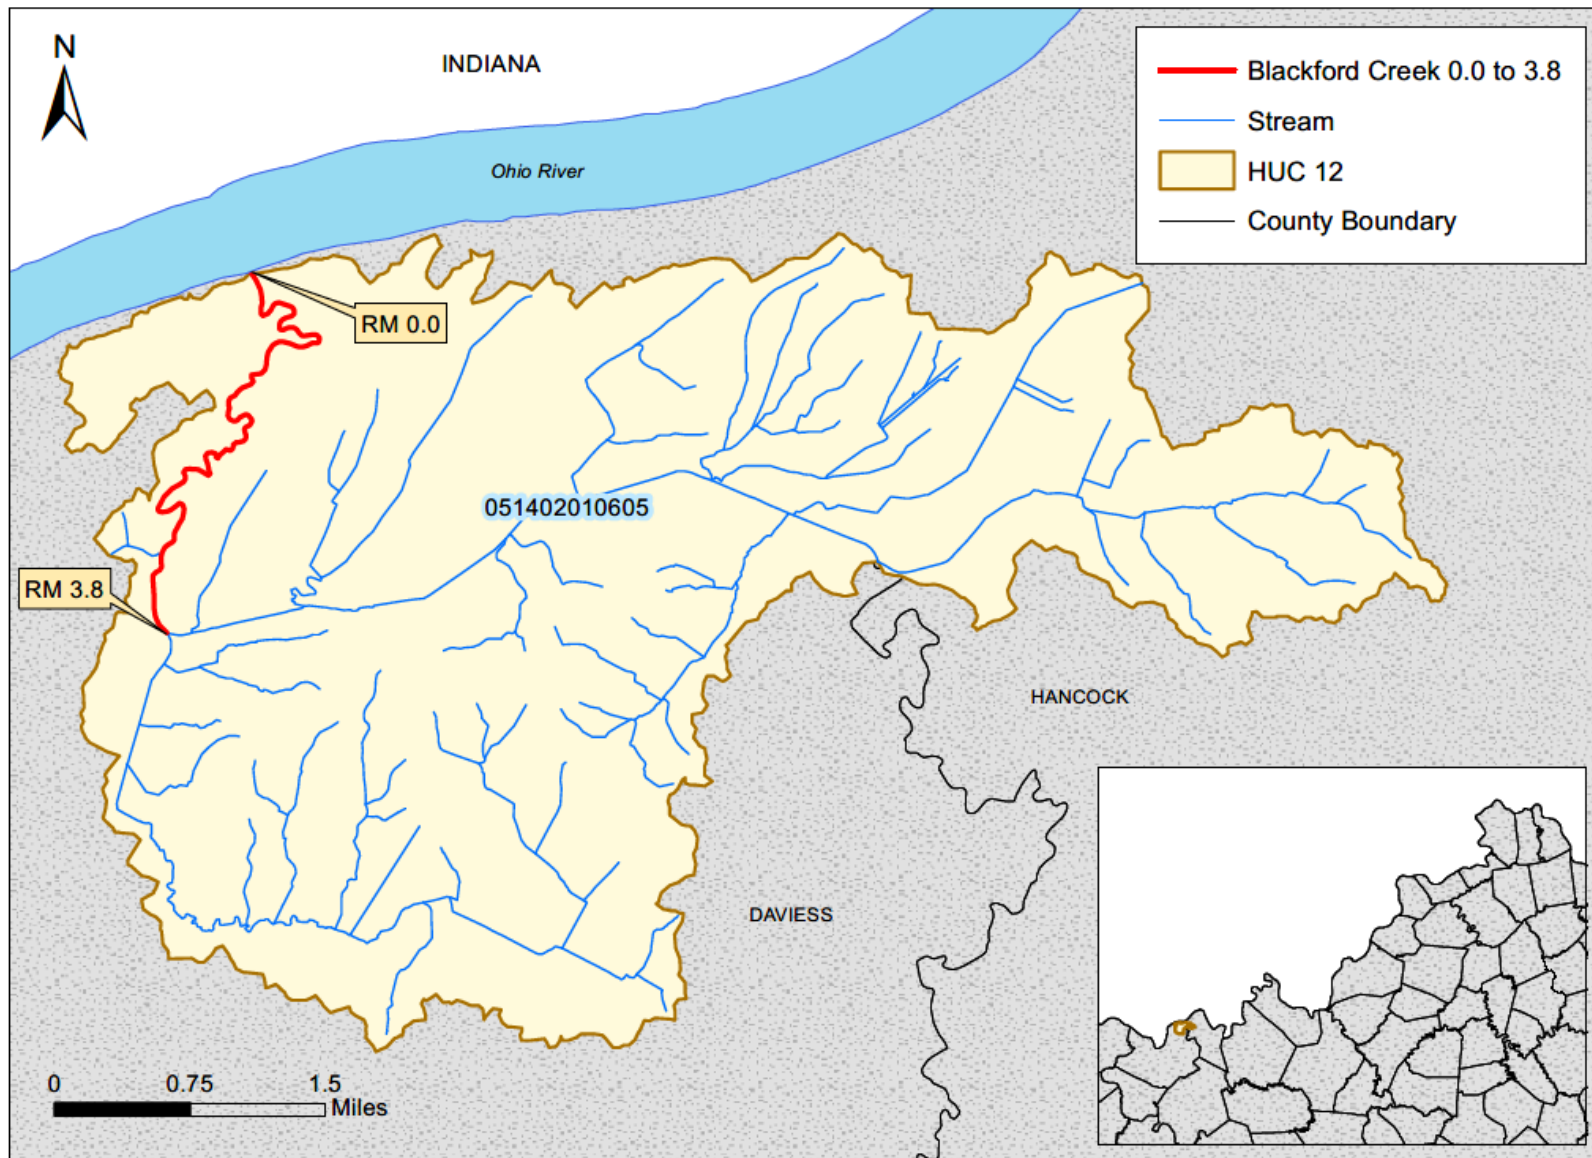 N
INDIANA
Ohio River
Blackford Creek 0.0 to 3.8
Stream
HUC 12
County Boundary
RM 0.0
051402010605
RM 3.8
HANCOCK
DAVIESS
0 0.75 1.5
Miles